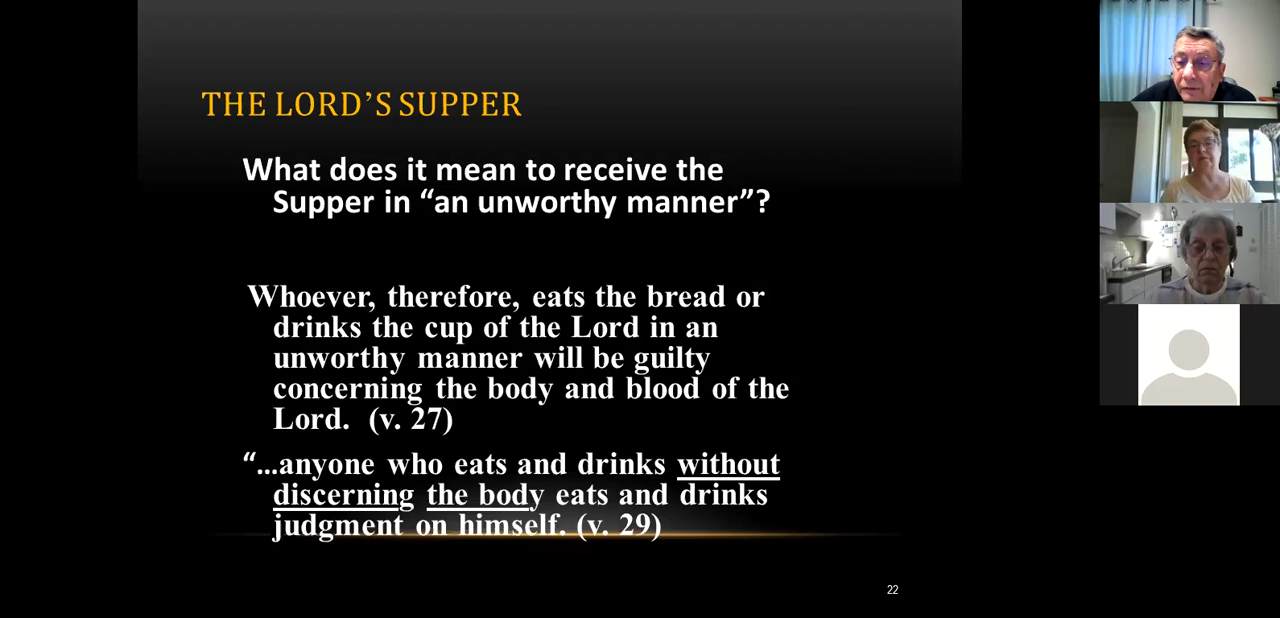 THE LORD’S SUPPER
What does it mean to receive the
Supper in “an unworthy manner”?
Whoever, therefore, eats the bread or
drinks the cup of the Lord in an
unworthy manner will be guilty
concerning the body and blood of the
Lord. (v. 27)
“...anyone who eats and drinks without
discerning the body eats and drinks
judgment on himself. (v. 29)
22